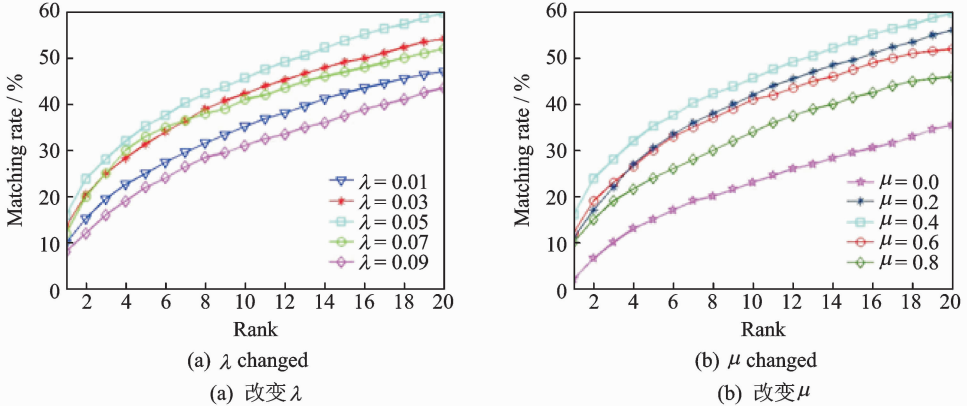 60
50
40
30
20
10
0
Matching rate / %
λ = 0.01
λ = 0.03
λ = 0.05
λ = 0.07
λ = 0.09
2 4 6 8 10 12 14 16 18 20
Rank
(a) λ changed
(a) 改变λ
60
50
40
30
20
10
0
Matching rate / %
μ = 0.0
μ = 0.2
μ = 0.4
μ = 0.6
μ = 0.8
2 4 6 8 10 12 14 16 18 20
Rank
(b) μ changed
(b) 改变μ